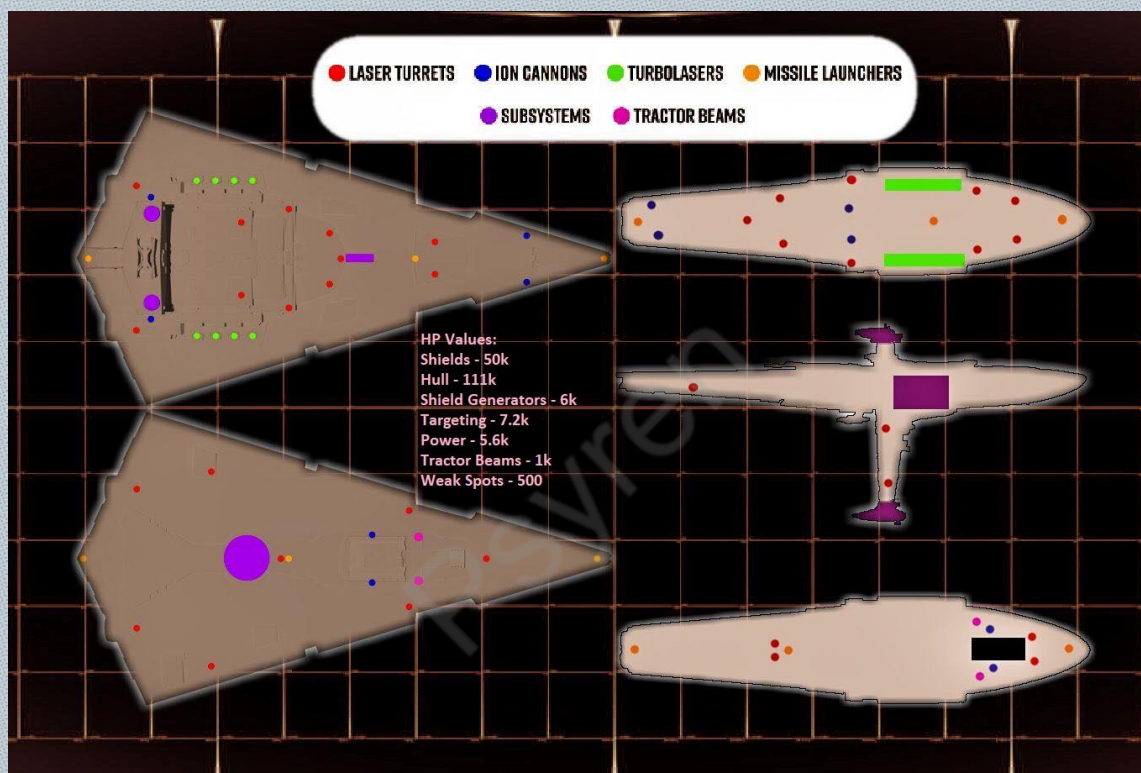 LASER TURRETS ION CANNONS TURBOLASERS MISSILE LAUNCHERS
SUBSYSTEMS TRACTOR BEAMS
HP Values:
Shields - 50k
Hull - 111k
Shield Generators - 6k
Targeting - 7.2k
Power - 5.6k
Tractor Beams - 1k
Weak Spots - 500
Psyren